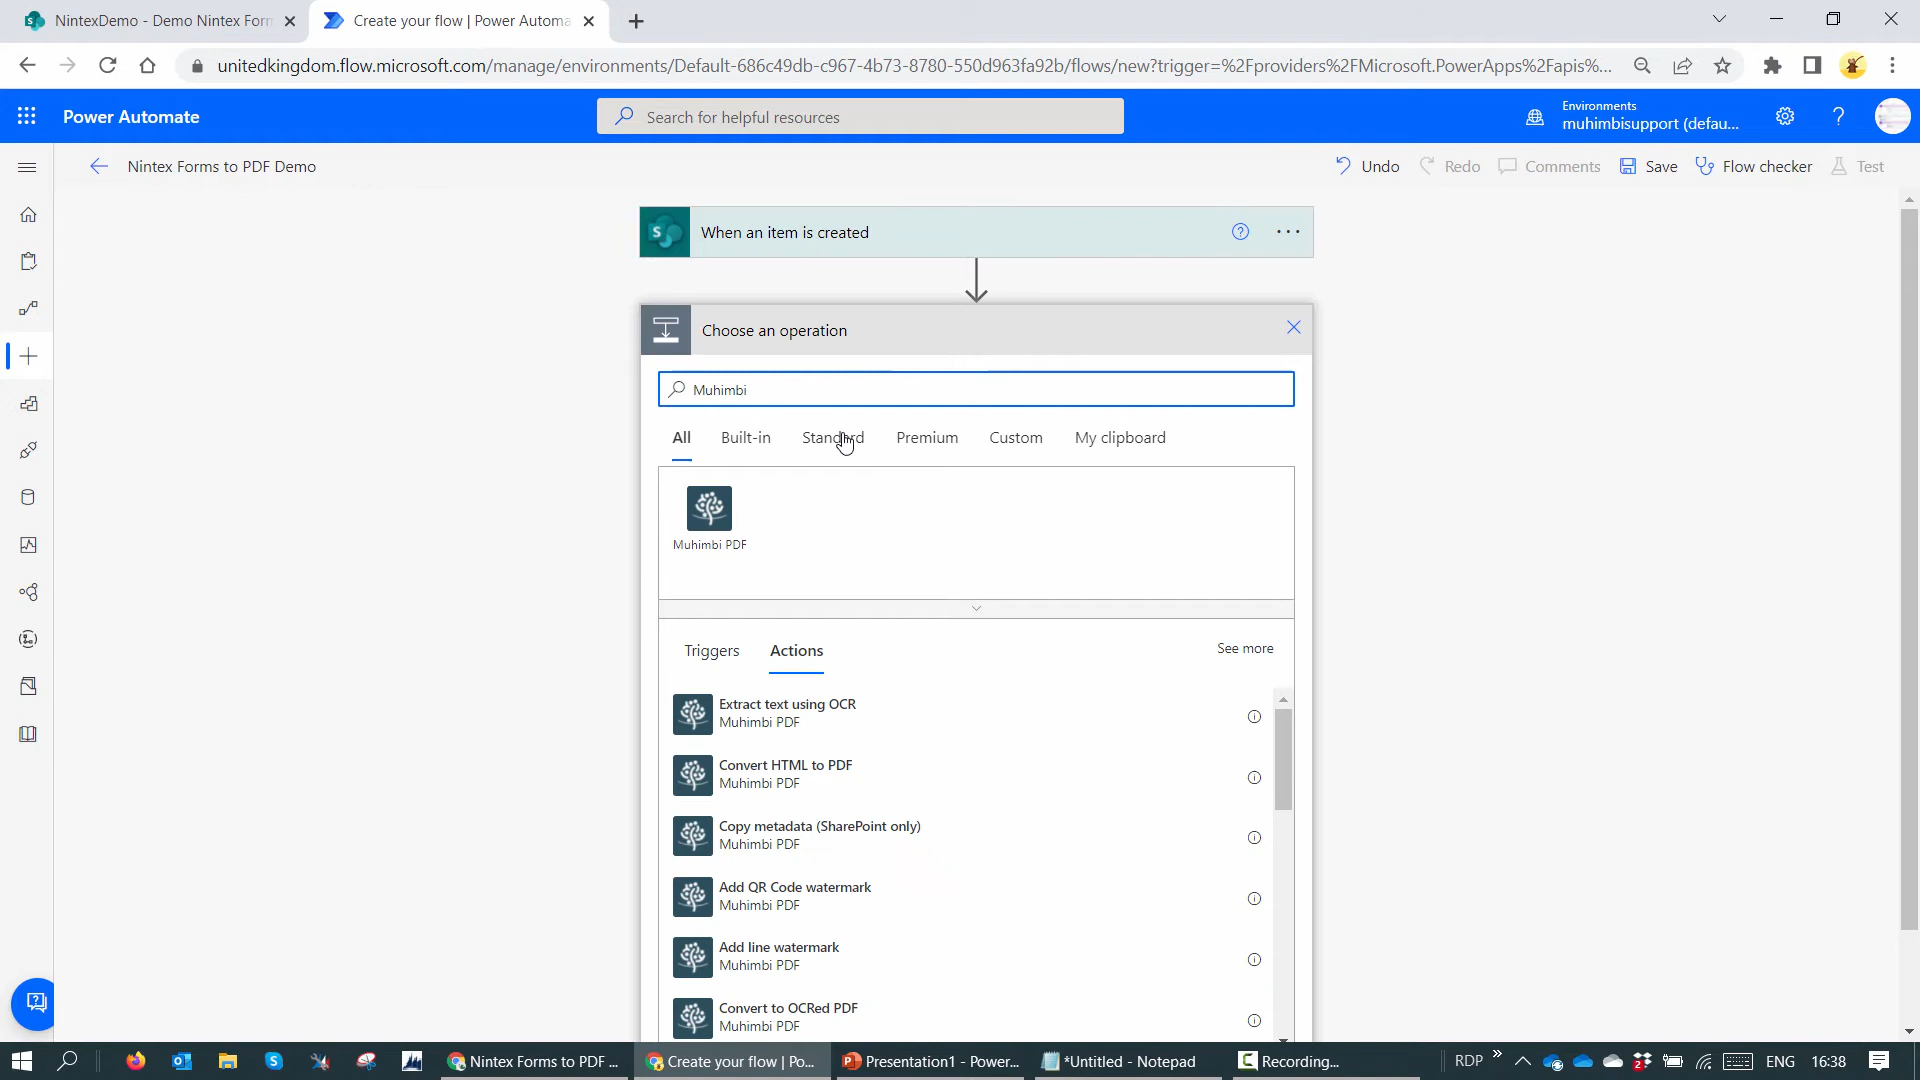 NintexDemo - Demo Nintex Form
Create your flow | Power Automa
unitedkingdom.flow.microsoft.com/manage/environments/Default-686c49db-c967-4b73-8780-550d963fa92b/flows/new?trigger=%2Fproviders%2FMicrosoft.PowerApps%2Fapis%...
Power Automate
Search for helpful resources
Environments
muhimbisupport (defau...
Nintex Forms to PDF Demo
Undo
Redo
Comments
Save
Flow checker
Test
When an item is created
Choose an operation
Muhimbi
All
Built-in
Standard
Premium
Custom
My clipboard
Muhimbi PDF
Triggers
Actions
See more
Extract text using OCR
Muhimbi PDF
Convert HTML to PDF
Muhimbi PDF
Copy metadata (SharePoint only)
Muhimbi PDF
Add QR Code watermark
Muhimbi PDF
Add line watermark
Muhimbi PDF
Convert to OCRed PDF
Muhimbi PDF
Nintex Forms to PDF ...
Create your flow | Po...
Presentation1 - Power...
*Untitled - Notepad
Recording...
RDP
ENG
16:38